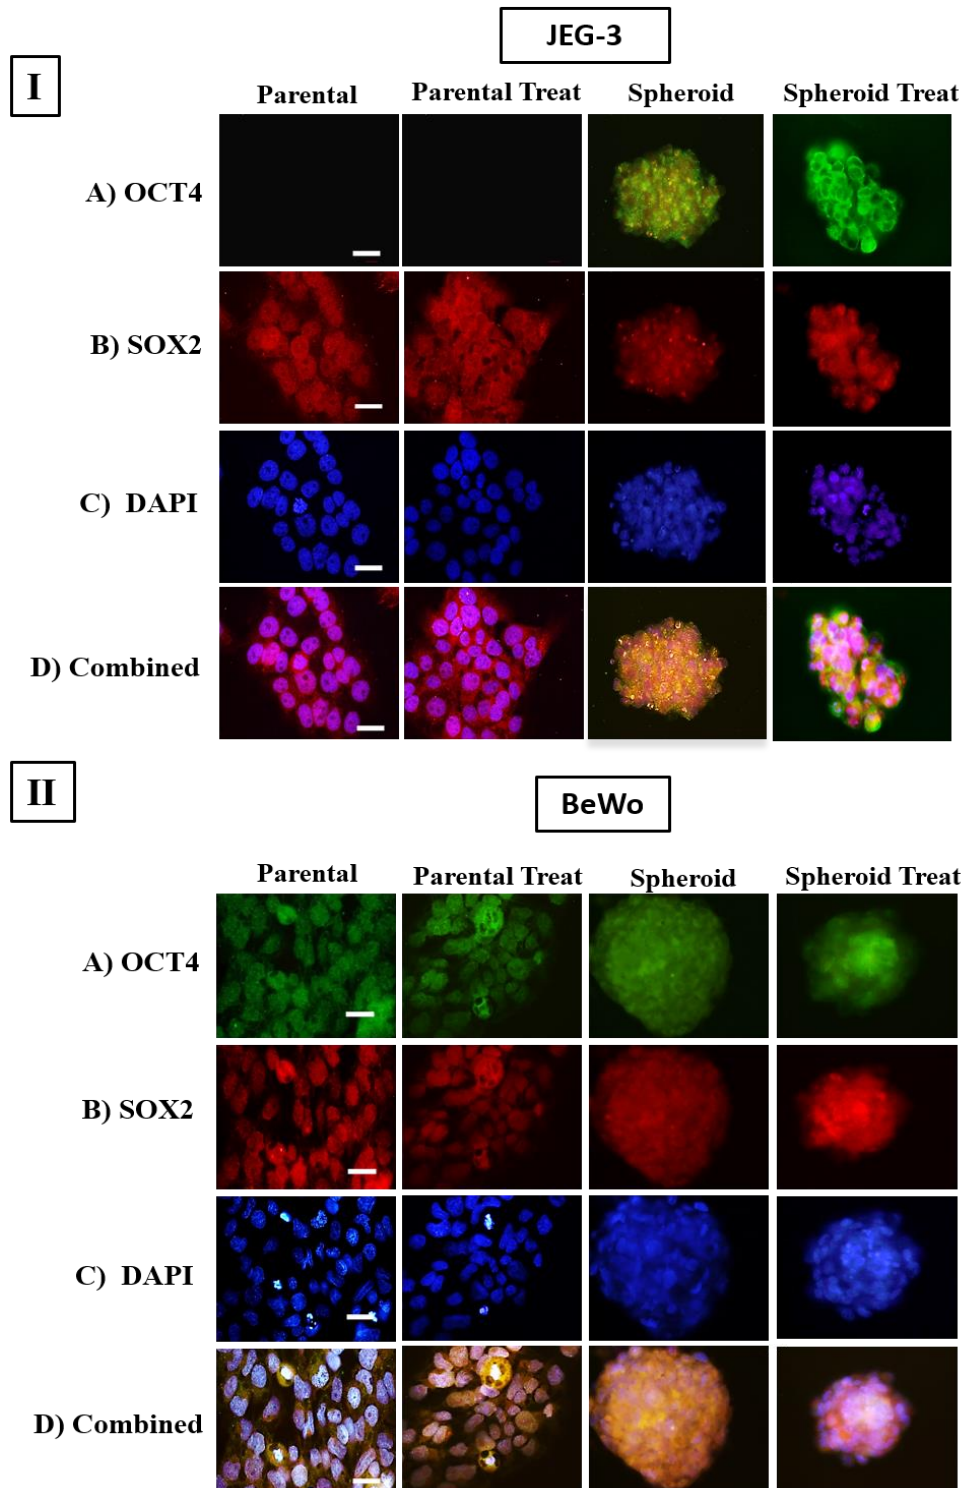 JEG-3
I
Parental Parental Treat Spheroid Spheroid Treat
A) OCT4
B) SOX2
C) DAPI
D) Combined
II
BeWo
Parental Parental Treat Spheroid Spheroid Treat
A) OCT4
B) SOX2
C) DAPI
D) Combined